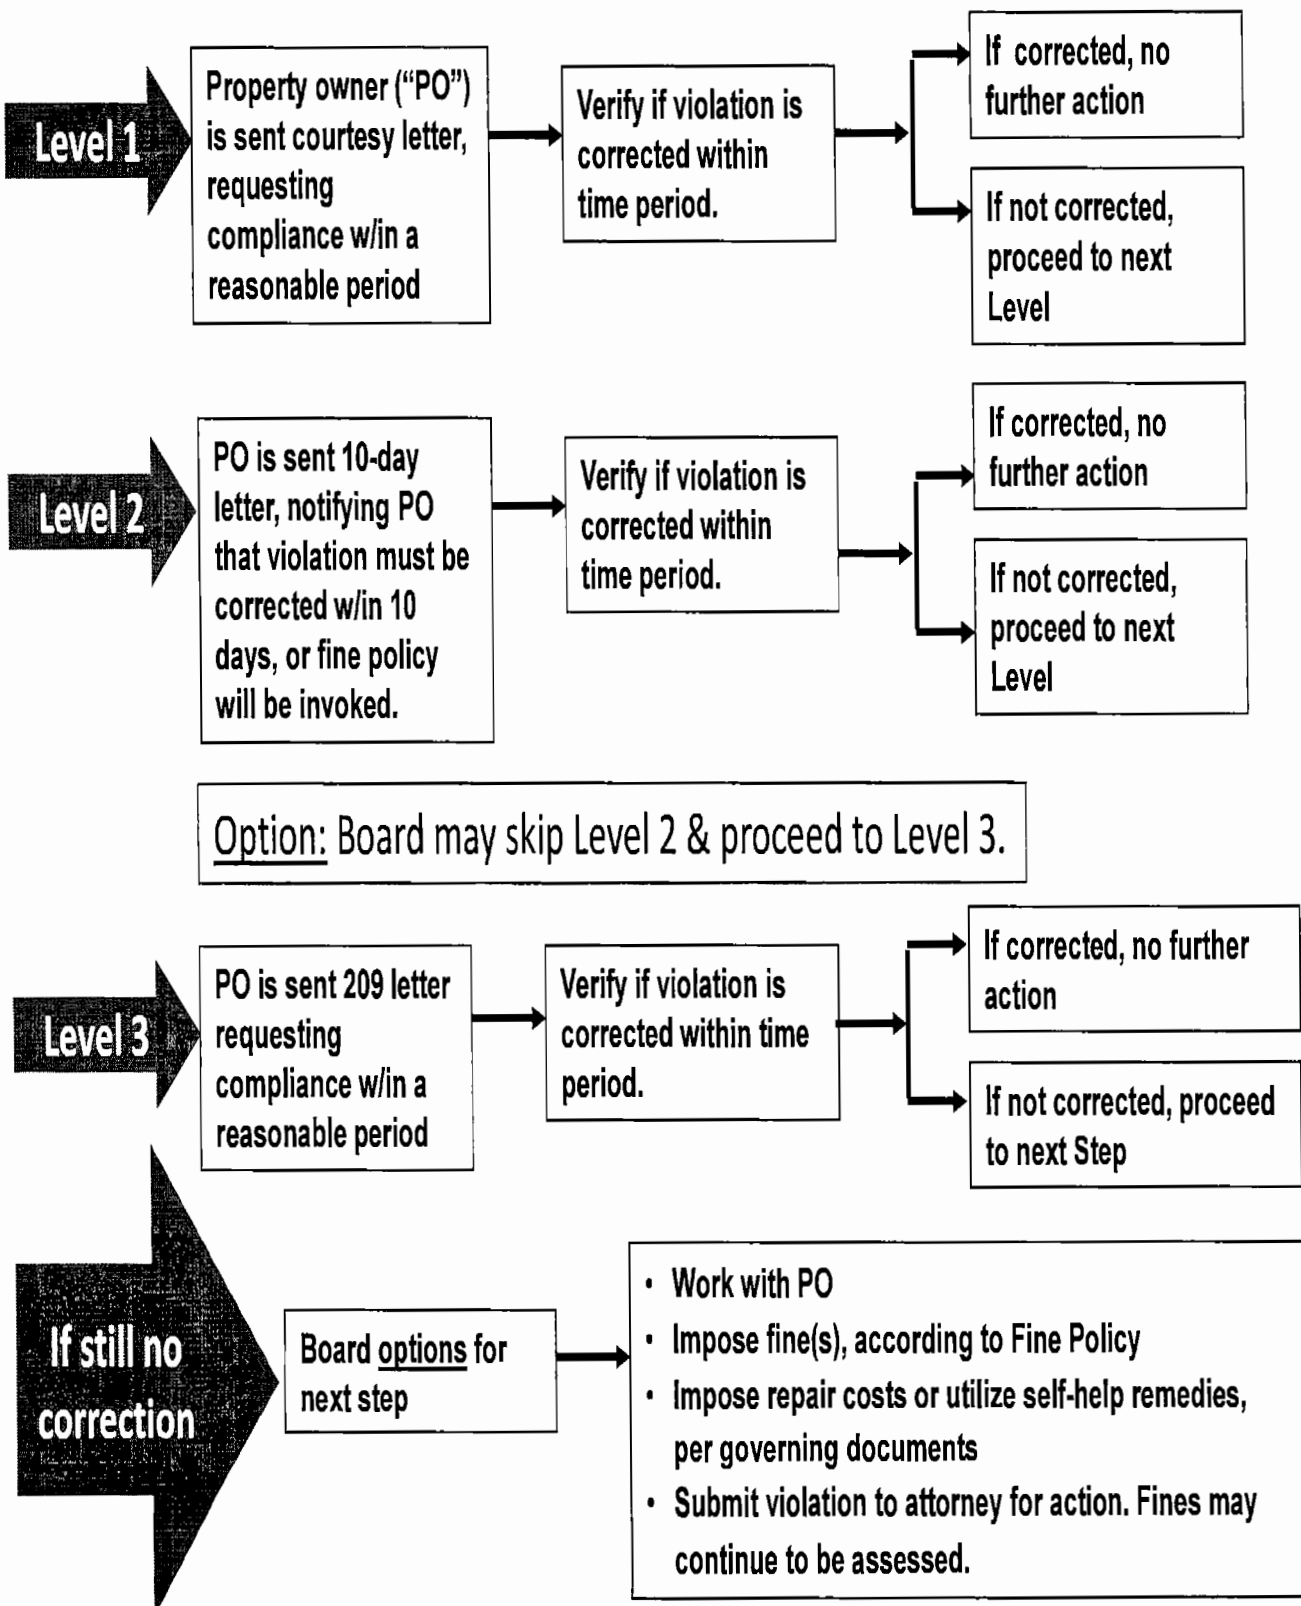 Level 1
Property owner (“PO”)
is sent courtesy letter,
requesting
compliance w/in a
reasonable period
Verify if violation is
corrected within
time period.
If corrected, no
further action
If not corrected,
proceed to next
Level
Level 2
PO is sent 10-day
letter, notifying PO
that violation must be
corrected w/in 10
days, or fine policy
will be invoked.
Verify if violation is
corrected within
time period.
If corrected, no
further action
If not corrected,
proceed to next
Level
Option: Board may skip Level 2 & proceed to Level 3.
Level 3
PO is sent 209 letter
requesting
compliance w/in a
reasonable period
Verify if violation is
corrected within time
period.
If corrected, no further
action
If not corrected, proceed
to next Step
If still no
correction
Board options for
next step
• Work with PO
• Impose fine(s), according to Fine Policy
• Impose repair costs or utilize self-help remedies,
per governing documents
• Submit violation to attorney for action. Fines may
continue to be assessed.